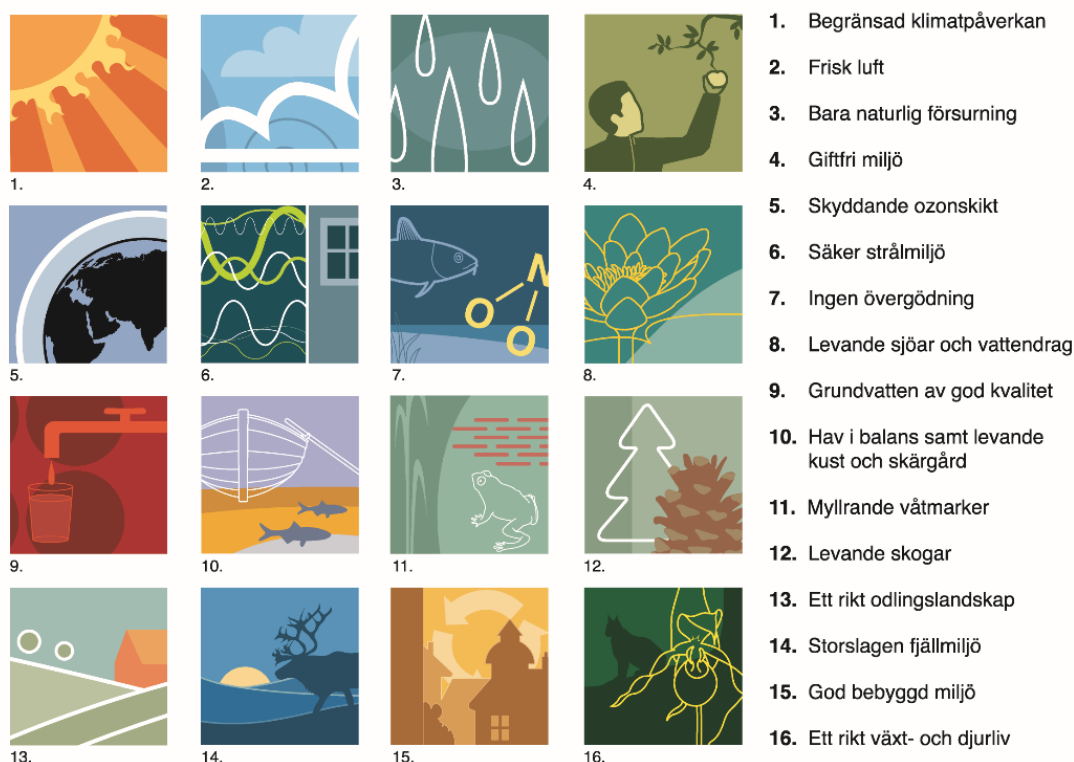 1.
2.
3.
4.
5.
6.
O
N
O
7.
8.
9.
10.
11.
12.
13.
14.
15.
16.
1. Begränsad klimatpåverkan
2. Frisk luft
3. Bara naturlig försurning
4. Giftfri miljö
5. Skyddande ozonskikt
6. Säker strålmiljö
7. Ingen övergödning
8. Levande sjöar och vattendrag
9. Grundvatten av god kvalitet
10. Hav i balans samt levande
kust och skärgård
11. Myllrande våtmarker
12. Levande skogar
13. Ett rikt odlingslandskap
14. Storslagen fjällmiljö
15. God bebyggd miljö
16. Ett rikt växt- och djurliv